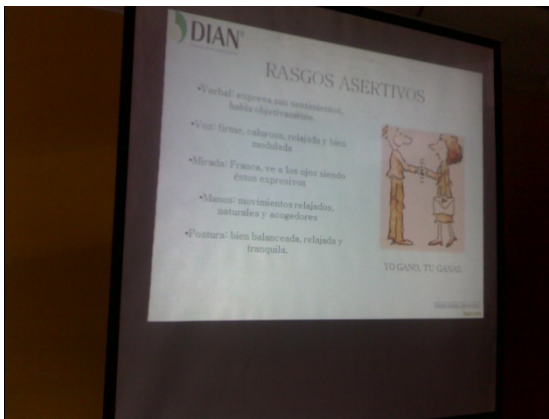 DIAN®
RASGOS ASERTIVOS
•Verbal: expresa sus sentimientos,
habla objetivamente.
•Voz: firme, calurosa, relajada y bien
modulada
•Mirada: Franca, ve a los ojos siendo
éstos expresivos
•Manos: movimientos relajados,
naturales y acogedores
•Postura: bien balanceada, relajada y
tranquila.
YO GANO, TU GANAS.